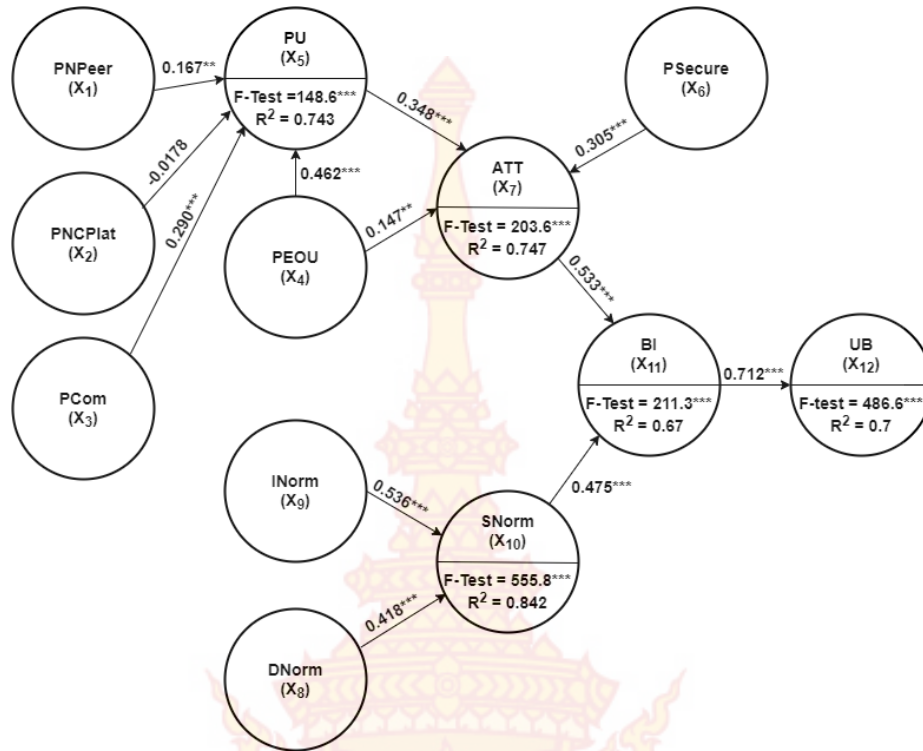 PNPeer
(X₁)
0.167**
PU
(X₅)
F-Test =148.6***
R² = 0.743
PSecure
(X₆)
0.348***
0.305***
-0.0178
0.290***
0.462***
ATT
(X₇)
F-Test = 203.6***
R² = 0.747
PNCPlat
(X₂)
PEOU
(X₄)
0.147**
0.533***
PCom
(X₃)
BI
(X₁₁)
F-Test = 211.3***
R² = 0.67
0.712***
UB
(X₁₂)
F-test = 486.6***
R² = 0.7
INorm
(X₉)
0.536***
0.475***
SNorm
(X₁₀)
F-Test = 555.8***
R² = 0.842
0.418***
DNorm
(X₈)